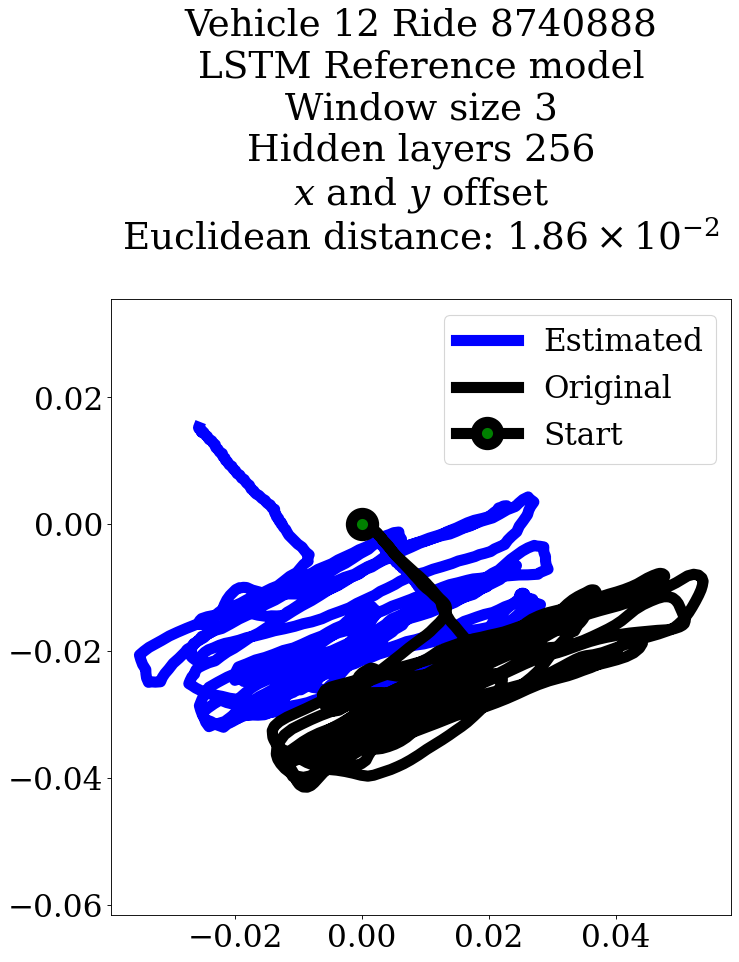 Vehicle 12 Ride 8740888
LSTM Reference model
Window size 3
Hidden layers 256
x and y offset
Euclidean distance: 1.86 × 10⁻²
Estimated
Original
Start
0.02
0.00
−0.02
−0.04
−0.06
−0.02 0.00 0.02 0.04